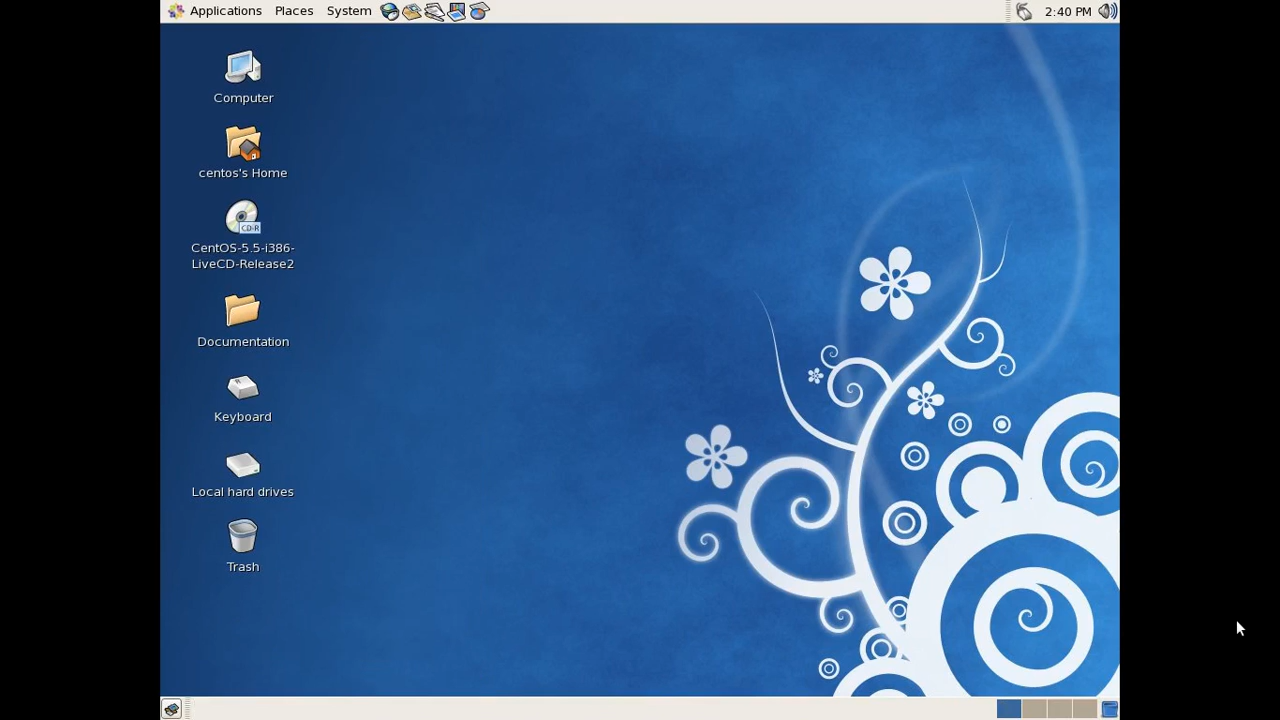 Applications Places System
2:40 PM
Computer
centos's Home
CD-R
CentOS-5.5-i386-
LiveCD-Release2
Documentation
Keyboard
Local hard drives
Trash